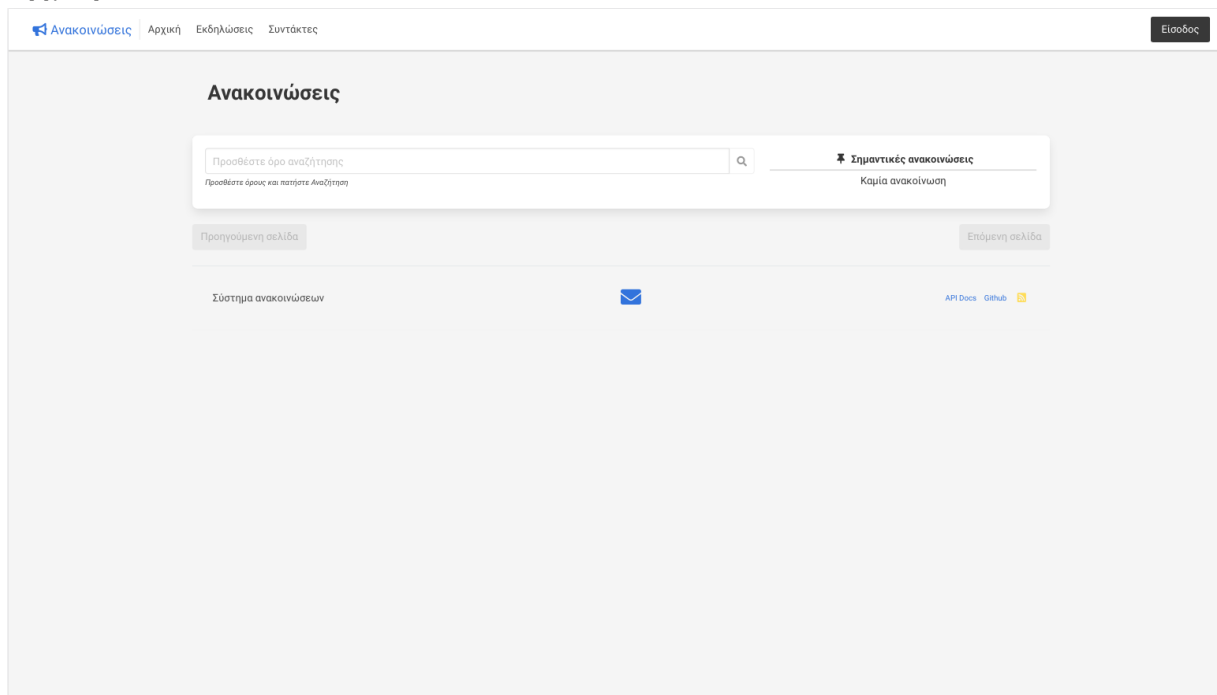 Ανακοινώσεις Αρχική Εκδηλώσεις Συντάκτες Είσοδος
Ανακοινώσεις
Προσθέστε όρο αναζήτησης
Προσθέστε όρους και πατήστε Αναζήτηση
Σημαντικές ανακοινώσεις
Καμία ανακοίνωση
Προηγούμενη σελίδα Επόμενη σελίδα
Σύστημα ανακοινώσεων API Docs Github